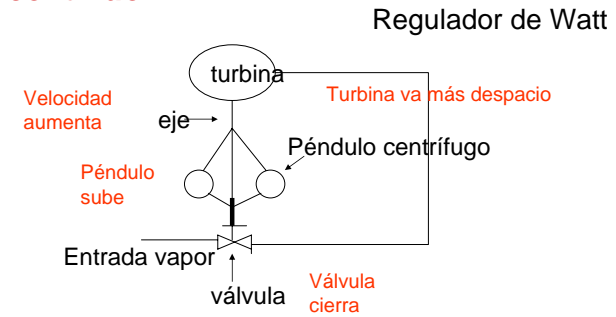 Regulador de Watt
turbina
Velocidad
aumenta
Turbina va más despacio
eje
Péndulo centrífugo
Péndulo
sube
Entrada vapor
Válvula
cierra
válvula